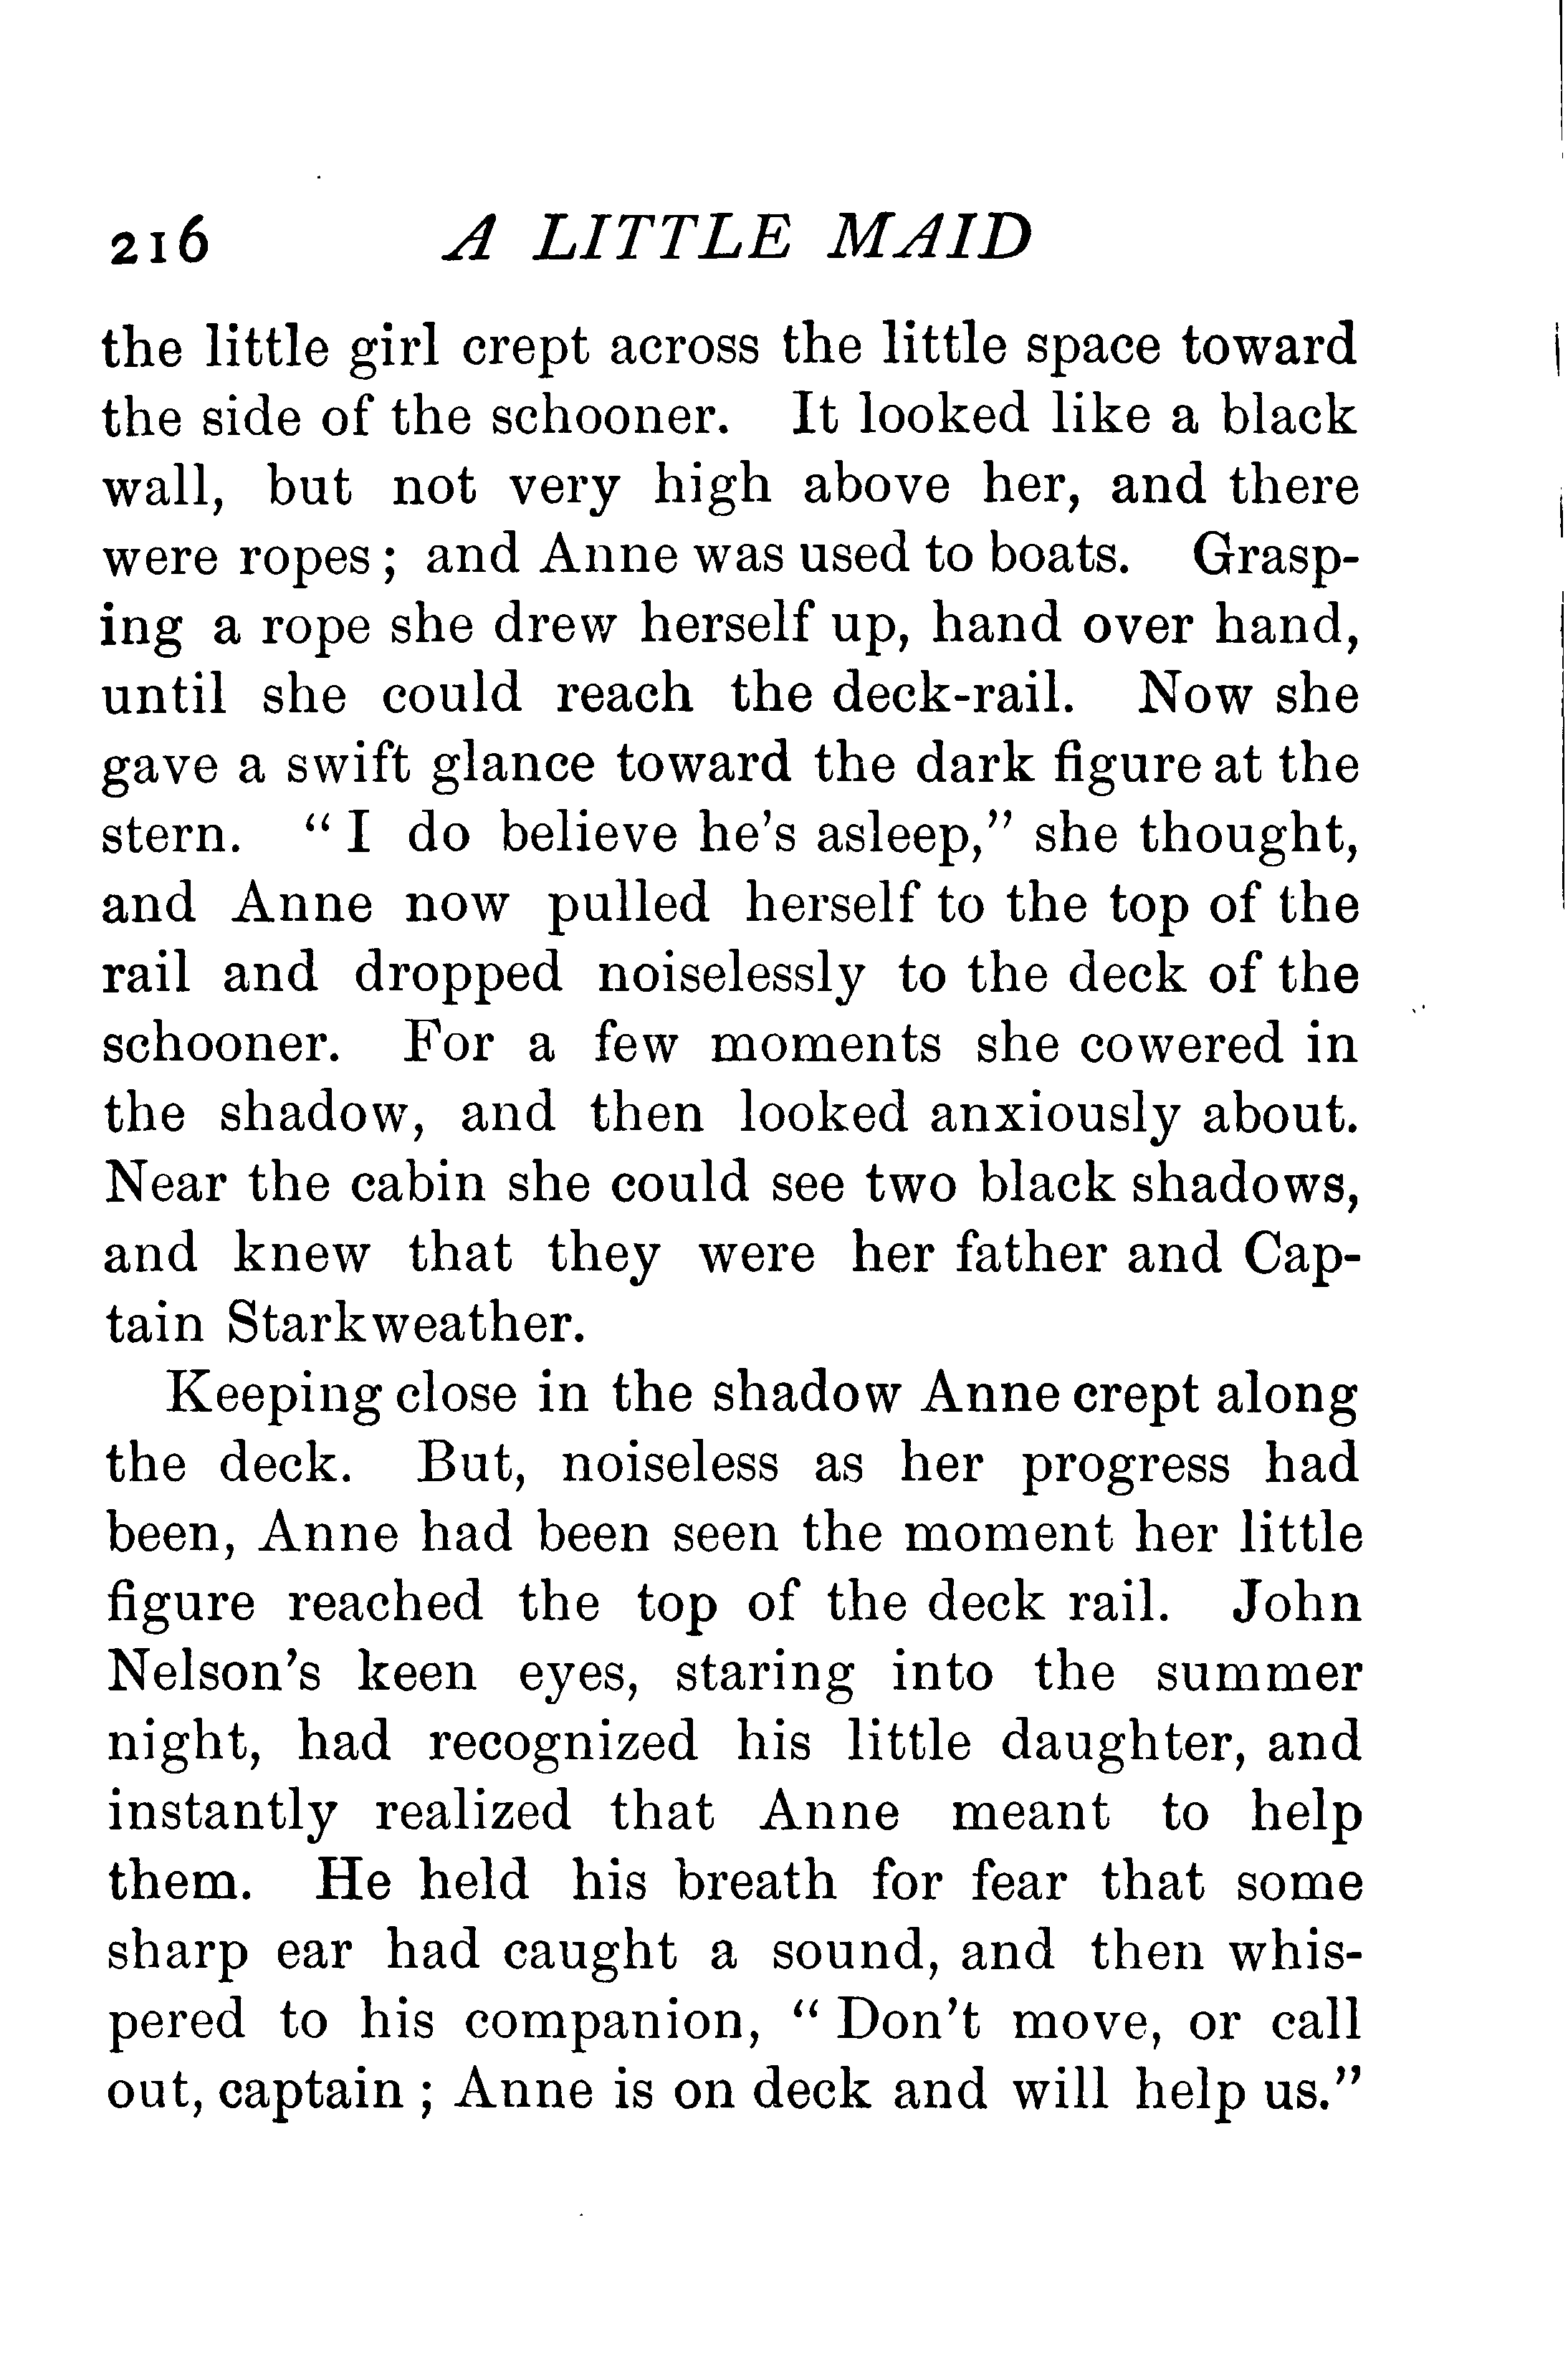 216 A LITTLE MAID
the little girl crept across the little space toward
the side of the schooner. It looked like a black
wall, but not very high above her, and there
were ropes ; and Anne was used to boats. Grasp-
ing a rope she drew herself up, hand over hand,
until she could reach the deck-rail. Now she
gave a swift glance toward the dark figure at the
stern. “ I do believe he’s asleep,” she thought,
and Anne now pulled herself to the top of the
rail and dropped noiselessly to the deck of the
schooner. For a few moments she cowered in
the shadow, and then looked anxiously about.
Near the cabin she could see two black shadows,
and knew that they were her father and Cap-
tain Starkweather.
Keeping close in the shadow Anne crept along
the deck. But, noiseless as her progress had
been, Anne had been seen the moment her little
figure reached the top of the deck rail. John
Nelson’s keen eyes, staring into the summer
night, had recognized his little daughter, and
instantly realized that Anne meant to help
them. He held his breath for fear that some
sharp ear had caught a sound, and then whis-
pered to his companion, “ Don’t move, or call
out, captain ; Anne is on deck and will help us.”